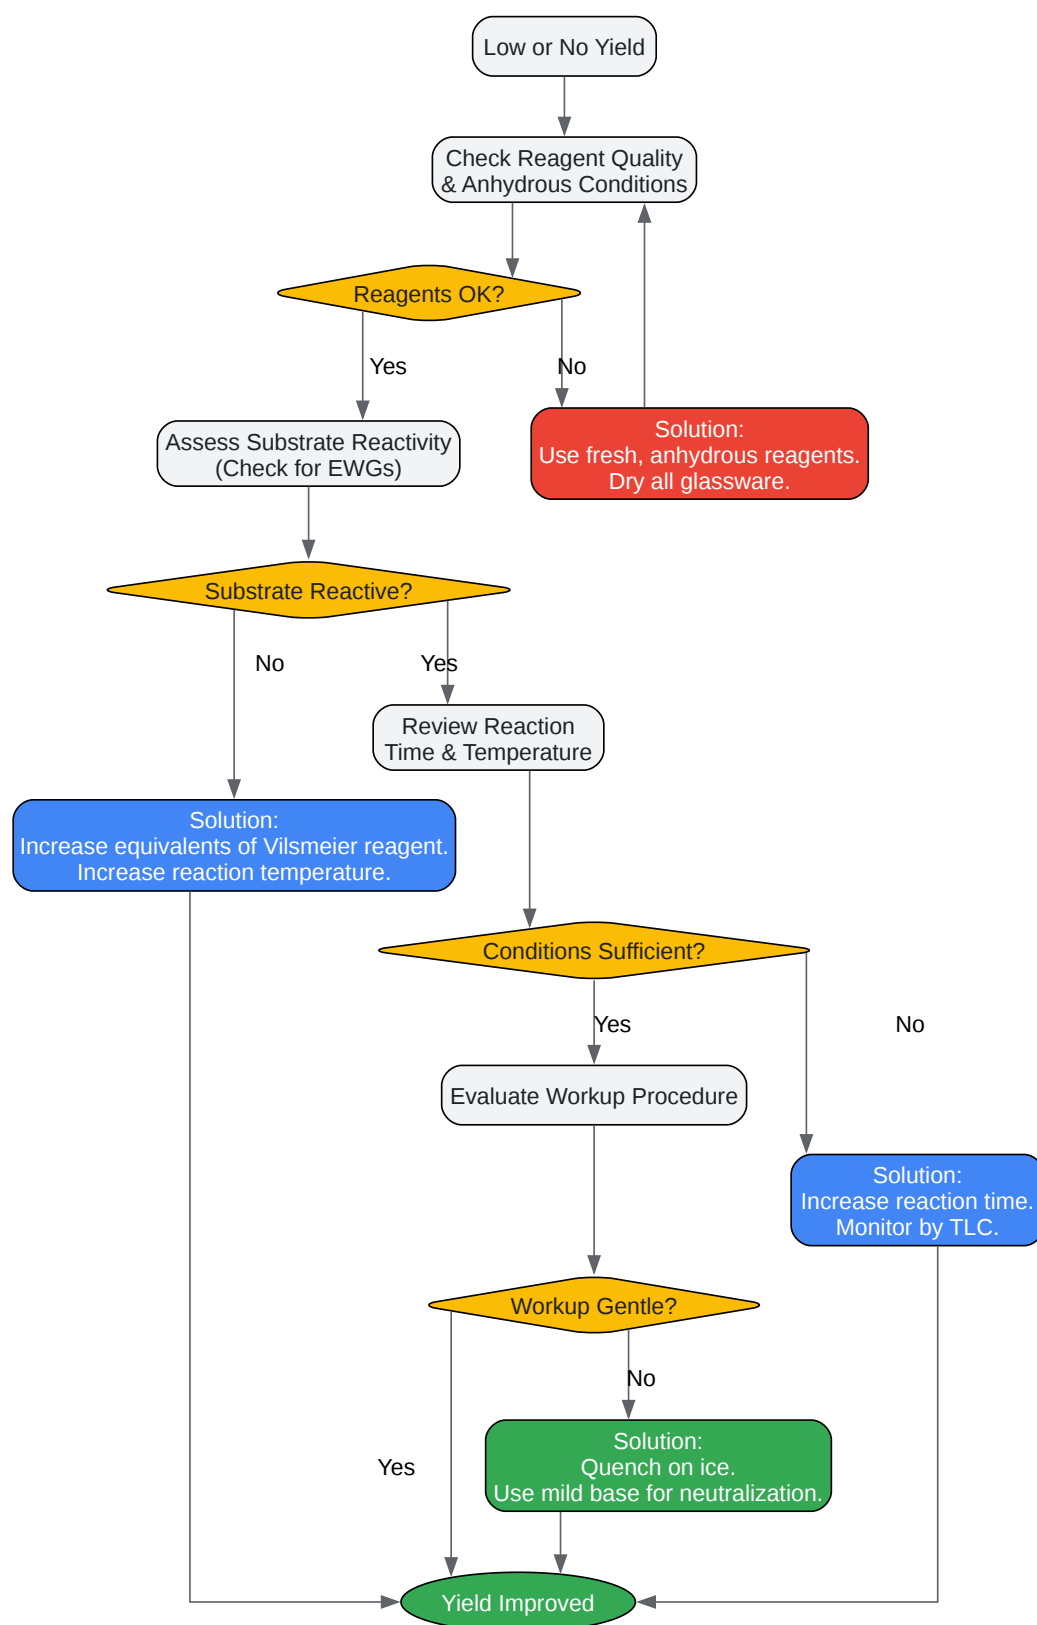 Low or No Yield
Check Reagent Quality
& Anhydrous Conditions
Reagents OK?
Yes
No
Assess Substrate Reactivity
(Check for EWGs)
Solution:
Use fresh, anhydrous reagents.
Dry all glassware.
Substrate Reactive?
No
Yes
Review Reaction
Time & Temperature
Solution:
Increase equivalents of Vilsmeier reagent.
Increase reaction temperature.
Conditions Sufficient?
Yes
No
Evaluate Workup Procedure
Solution:
Increase reaction time.
Monitor by TLC.
Workup Gentle?
No
Yes
Solution:
Quench on ice.
Use mild base for neutralization.
Yield Improved